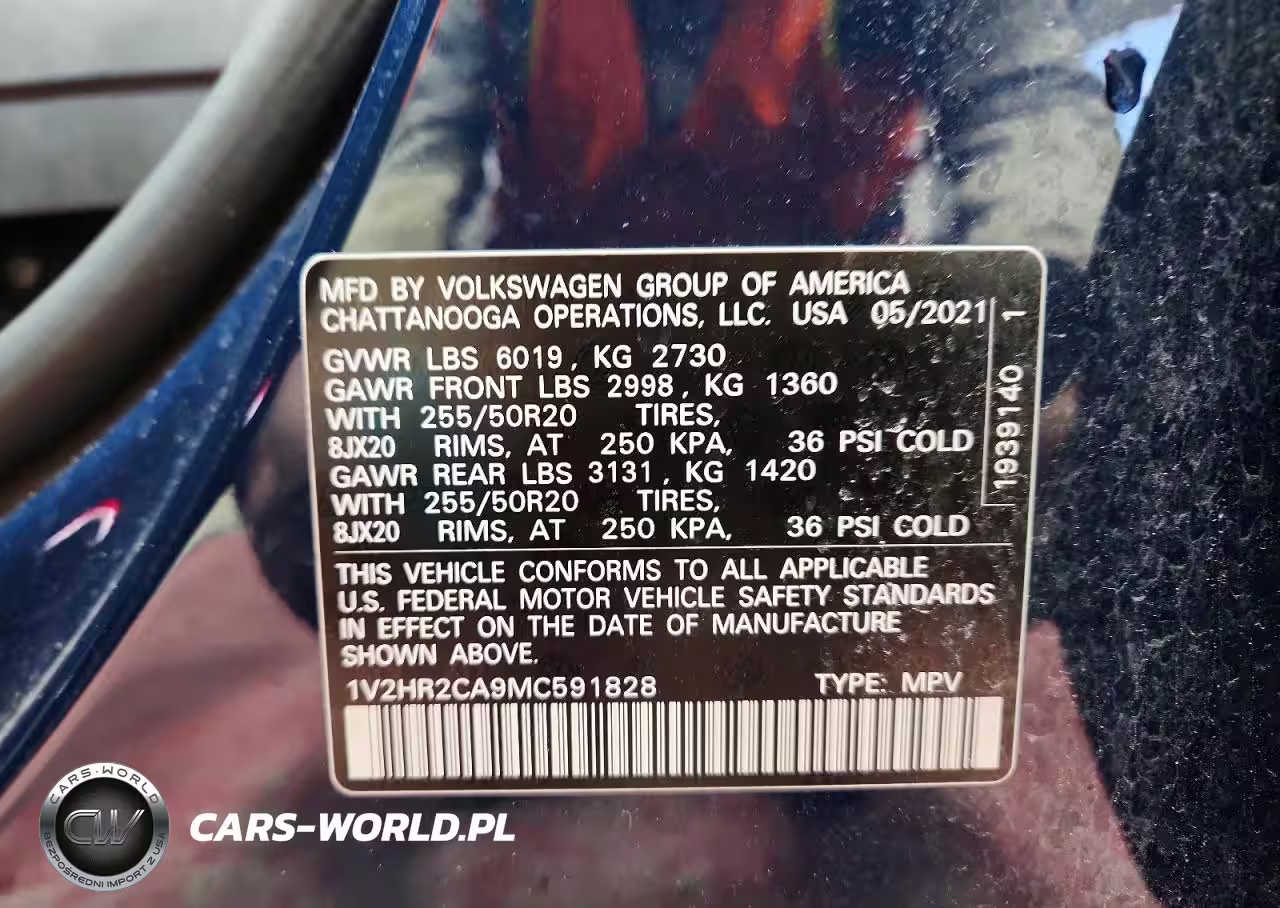 MFD BY VOLKSWAGEN GROUP OF AMERICA
CHATTANOOGA OPERATIONS, LLC. USA 05/2021
GVWR LBS 6019, KG 2730
GAWR FRONT LBS 2998, KG 1360
WITH 255/50R20 TIRES,
8JX20 RIMS, AT 250 KPA, 36 PSI COLD
GAWR REAR LBS 3131, KG 1420
WITH 255/50R20 TIRES,
8JX20 RIMS, AT 250 KPA, 36 PSI COLD
1939140 1
THIS VEHICLE CONFORMS TO ALL APPLICABLE
U.S. FEDERAL MOTOR VEHICLE SAFETY STANDARDS
IN EFFECT ON THE DATE OF MANUFACTURE
SHOWN ABOVE.
1V2HR2CA9MC591828 TYPE: MPV
CARS-WORLD
CW
BEZPOŚREDNI IMPORT Z USA
CARS-WORLD.PL